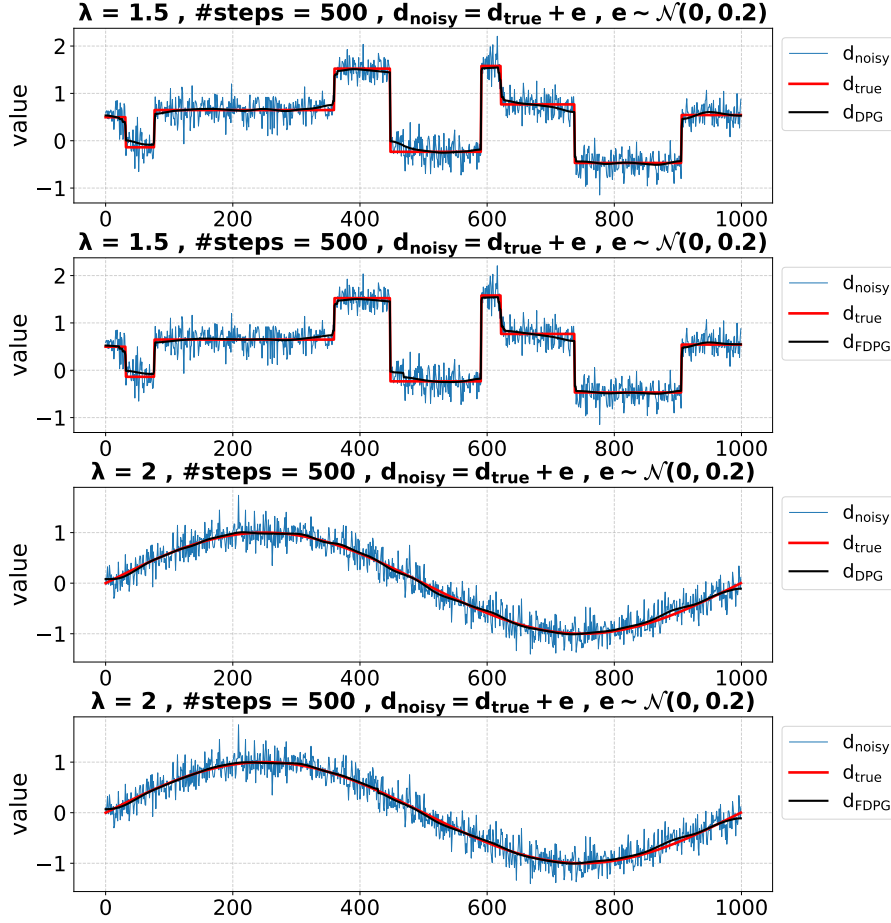 λ = 1.5 , #steps = 500 , d_noisy = d_true + e , e ~ 𝒩(0, 0.2)
2
1
0
−1
value
0 200 400 600 800 1000
d_noisy
d_true
d_DPG
λ = 1.5 , #steps = 500 , d_noisy = d_true + e , e ~ 𝒩(0, 0.2)
2
1
0
−1
value
0 200 400 600 800 1000
d_noisy
d_true
d_FDPG
λ = 2 , #steps = 500 , d_noisy = d_true + e , e ~ 𝒩(0, 0.2)
1
0
−1
value
0 200 400 600 800 1000
d_noisy
d_true
d_DPG
λ = 2 , #steps = 500 , d_noisy = d_true + e , e ~ 𝒩(0, 0.2)
1
0
−1
value
0 200 400 600 800 1000
d_noisy
d_true
d_FDPG